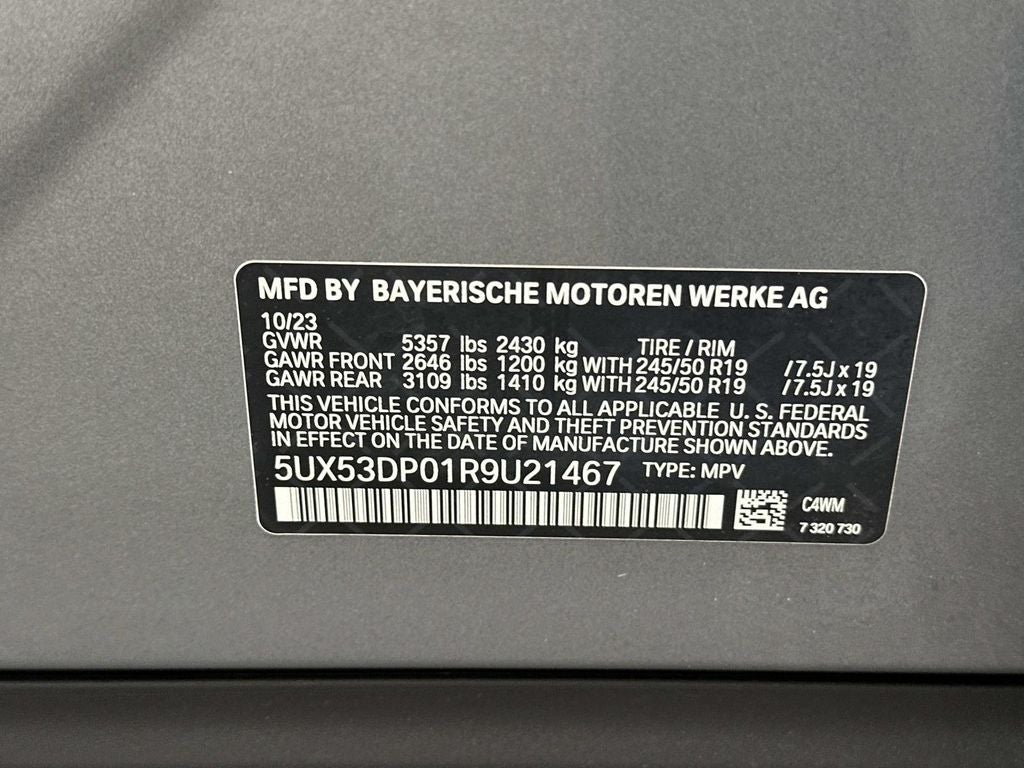 MFD BY BAYERISCHE MOTOREN WERKE AG
10/23
GVWR 5357 lbs 2430 kg TIRE / RIM
GAWR FRONT 2646 lbs 1200 kg WITH 245/50 R19 /7.5J x 19
GAWR REAR 3109 lbs 1410 kg WITH 245/50 R19 /7.5J x 19
THIS VEHICLE CONFORMS TO ALL APPLICABLE U. S. FEDERAL
MOTOR VEHICLE SAFETY AND THEFT PREVENTION STANDARDS
IN EFFECT ON THE DATE OF MANUFACTURE SHOWN ABOVE.
5UX53DP01R9U21467 TYPE: MPV
C4WM
7 320 730